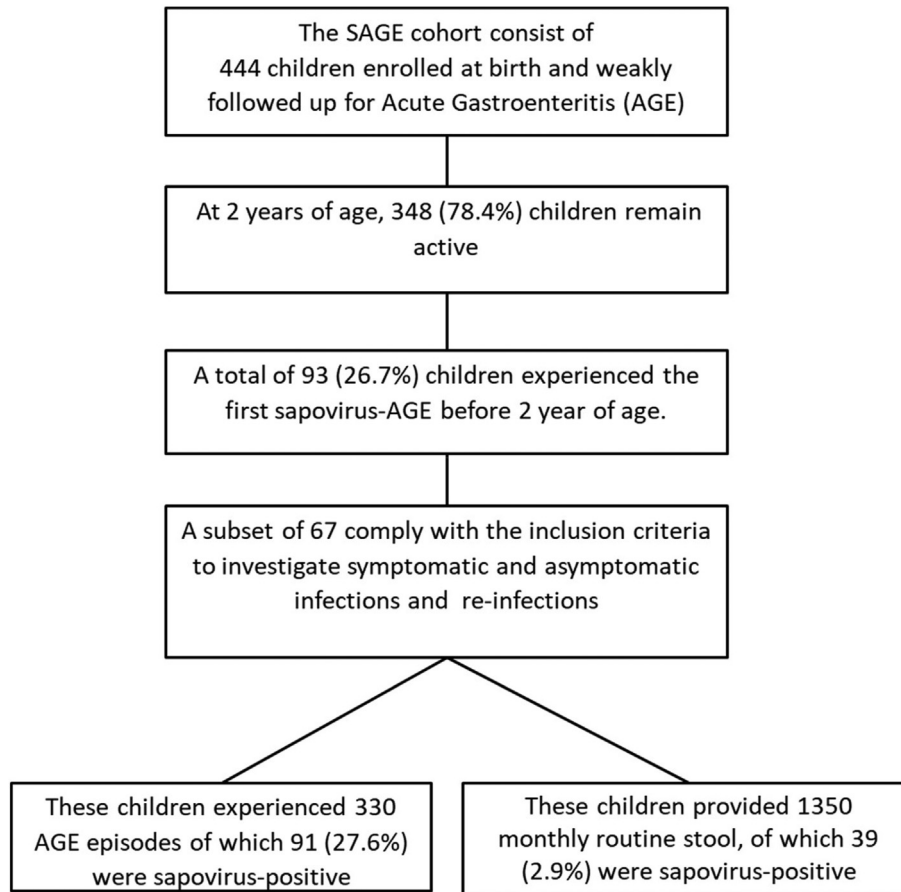 The SAGE cohort consist of
444 children enrolled at birth and weakly
followed up for Acute Gastroenteritis (AGE)
At 2 years of age, 348 (78.4%) children remain
active
A total of 93 (26.7%) children experienced the
first sapovirus-AGE before 2 year of age.
A subset of 67 comply with the inclusion criteria
to investigate symptomatic and asymptomatic
infections and re-infections
These children experienced 330
AGE episodes of which 91 (27.6%)
were sapovirus-positive
These children provided 1350
monthly routine stool, of which 39
(2.9%) were sapovirus-positive